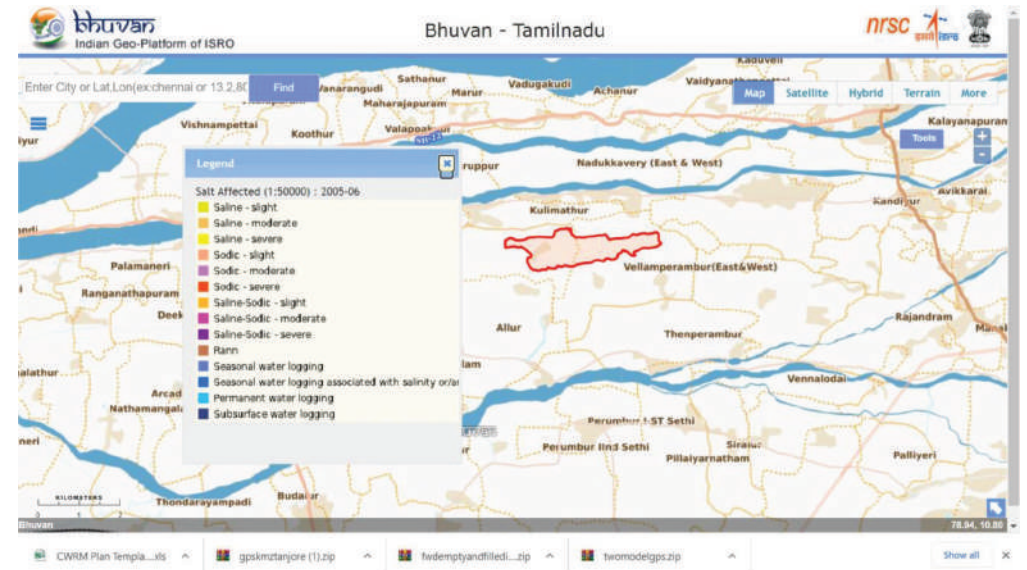 bhuvan
Indian Geo-Platform of ISRO
Bhuvan - Tamilnadu
nrsc
Enter City or Lat,Lon(ex:chennai or 13.2,80
Find
Sathanur
Marur
Vadugakudi
Achanur
Kaduveli
Map
Satellite
Hybrid
Terrain
More
Maharajapuram
Vishnampettai
Koothur
Kalayanapuram
Tools
+
-
Legend
Nadukkavery (East & West)
Avikkarai
Salt Affected (1:50000) : 2005-06
Saline - slight
Saline - moderate
Saline - severe
Sodic - slight
Sodic - moderate
Sodic - severe
Saline-Sodic - slight
Saline-Sodic - moderate
Saline-Sodic - severe
Rann
Seasonal water logging
Seasonal water logging associated with salinity or/a
Permanent water logging
Subsurface water logging
Kulimathur
Palamaneri
Vellamperambur(East&West)
Ranganathapuram
Allur
Thenperambur
Rajandram
Vennalodai
Nathamangala
Perumbur I-ST Sethi
Perumbur IInd Sethi
Pillaiyarnatham
Palliyeri
KILOMETERS
Thondarayampadi
Bhuvan
78.94, 10.80
CWRM Plan Templa....xls
gpskmztanjore (1).zip
fwdemptyandfilledi....zip
twomodelgps.zip
Show all